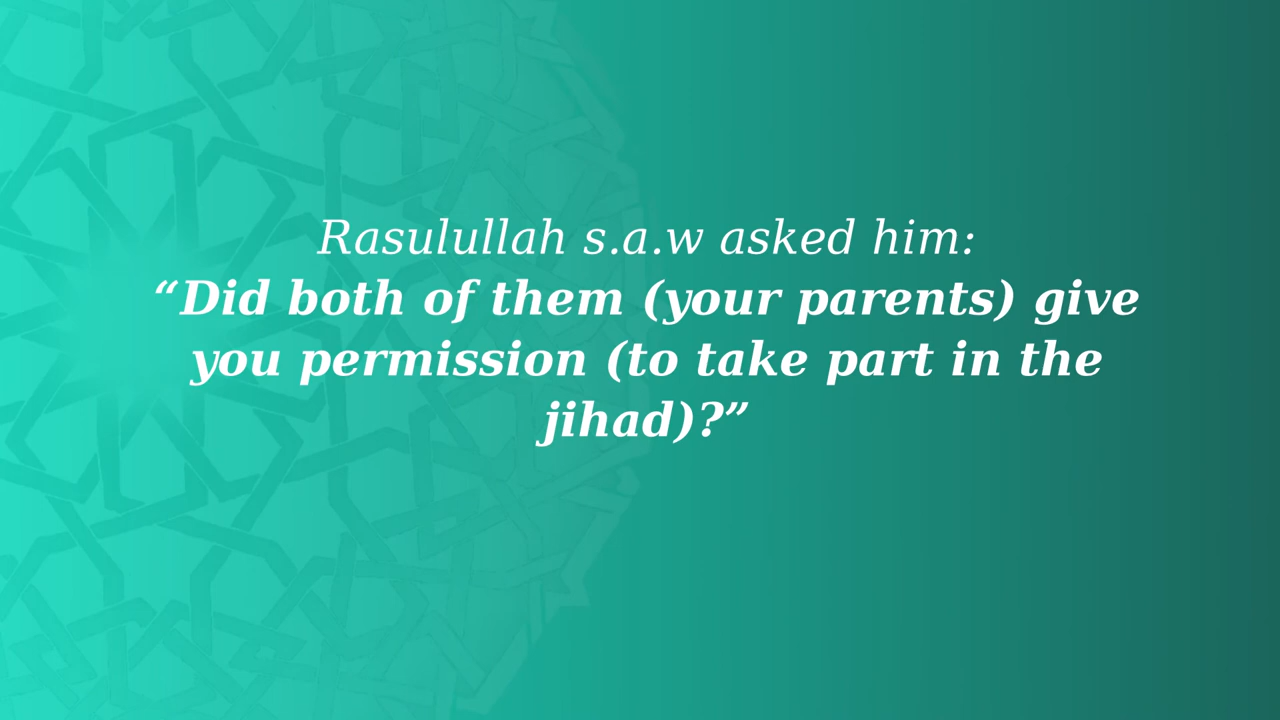 Rasulullah s.a.w asked him:
“Did both of them (your parents) give
you permission (to take part in the
jihad)?”